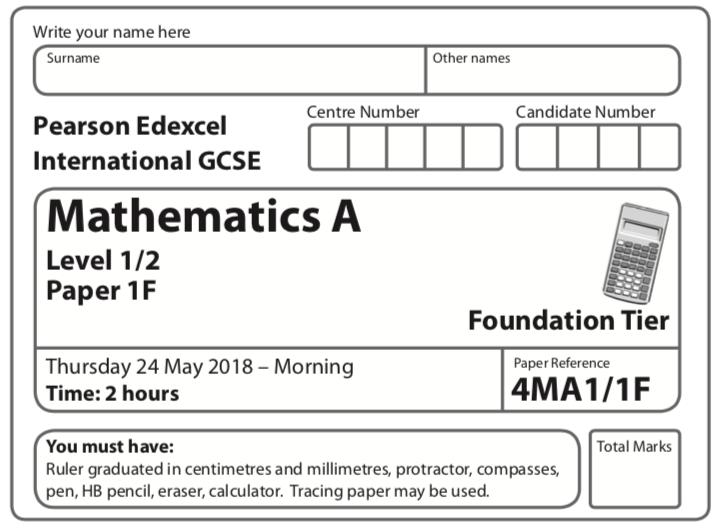 Write your name here
Surname
Other names
Pearson Edexcel
International GCSE
Centre Number
Candidate Number
Mathematics A
Level 1/2
Paper 1F
Foundation Tier
Thursday 24 May 2018 – Morning
Time: 2 hours
Paper Reference
4MA1/1F
You must have:
Ruler graduated in centimetres and millimetres, protractor, compasses,
pen, HB pencil, eraser, calculator. Tracing paper may be used.
Total Marks